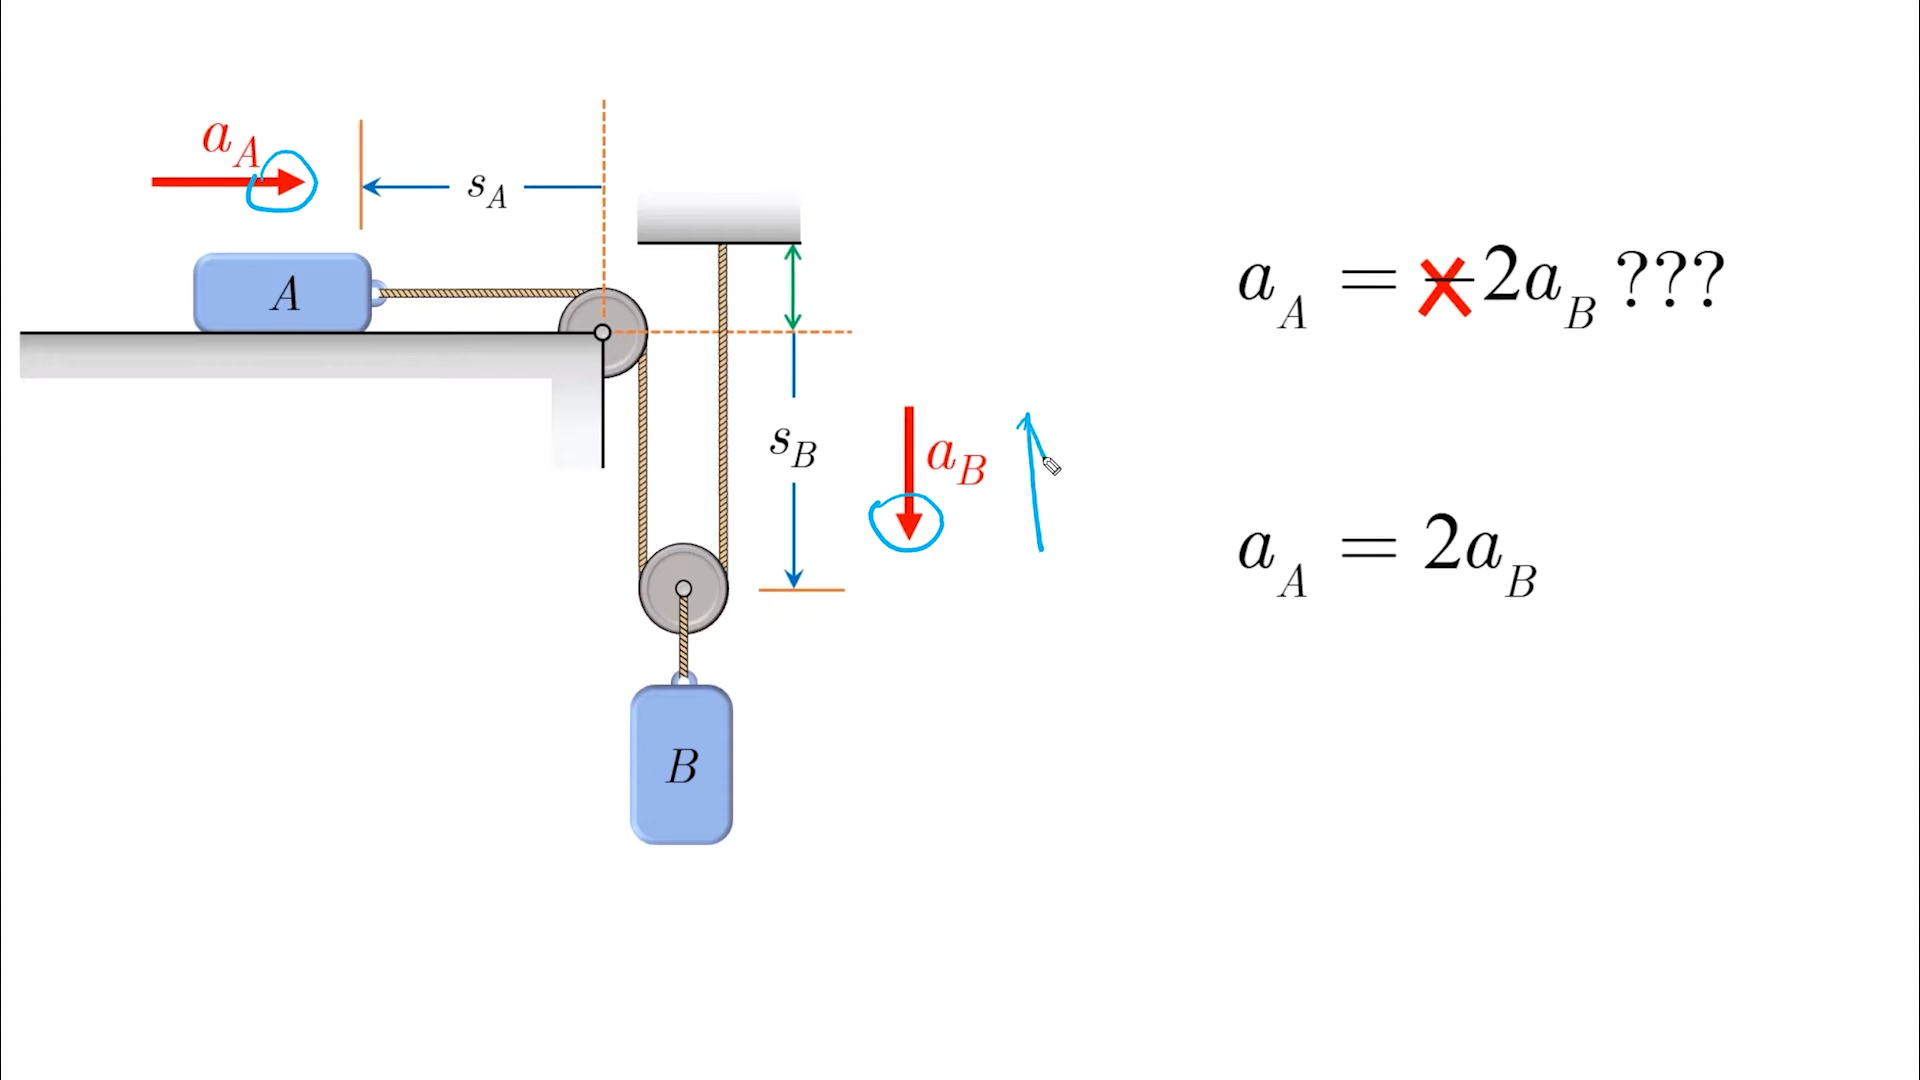 a_A
s_A
A
s_B
a_B
B
a_A = −2a_B ???
a_A = 2a_B